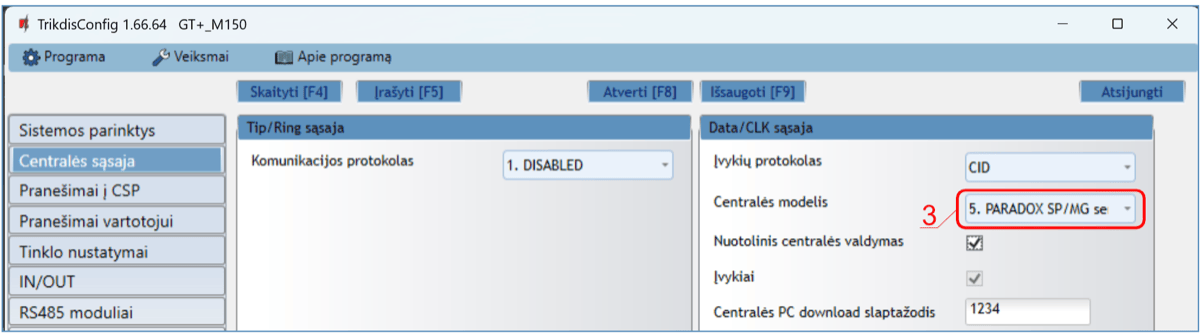 TrikdisConfig 1.66.64 GT+_M150
Programa Veiksmai Apie programą
Skaityti [F4] Įrašyti [F5] Atverti [F8] Išsaugoti [F9] Atsijungti
Sistemos parinktys
Centralės sąsaja
Pranešimai į CSP
Pranešimai vartotojui
Tinklo nustatymai
IN/OUT
RS485 moduliai
Tip/Ring sąsaja
Komunikacijos protokolas 1. DISABLED
Data/CLK sąsaja
Įvykių protokolas CID
Centralės modelis 3 5. PARADOX SP/MG se
Nuotolinis centralės valdymas
Įvykiai
Centralės PC download slaptažodis 1234